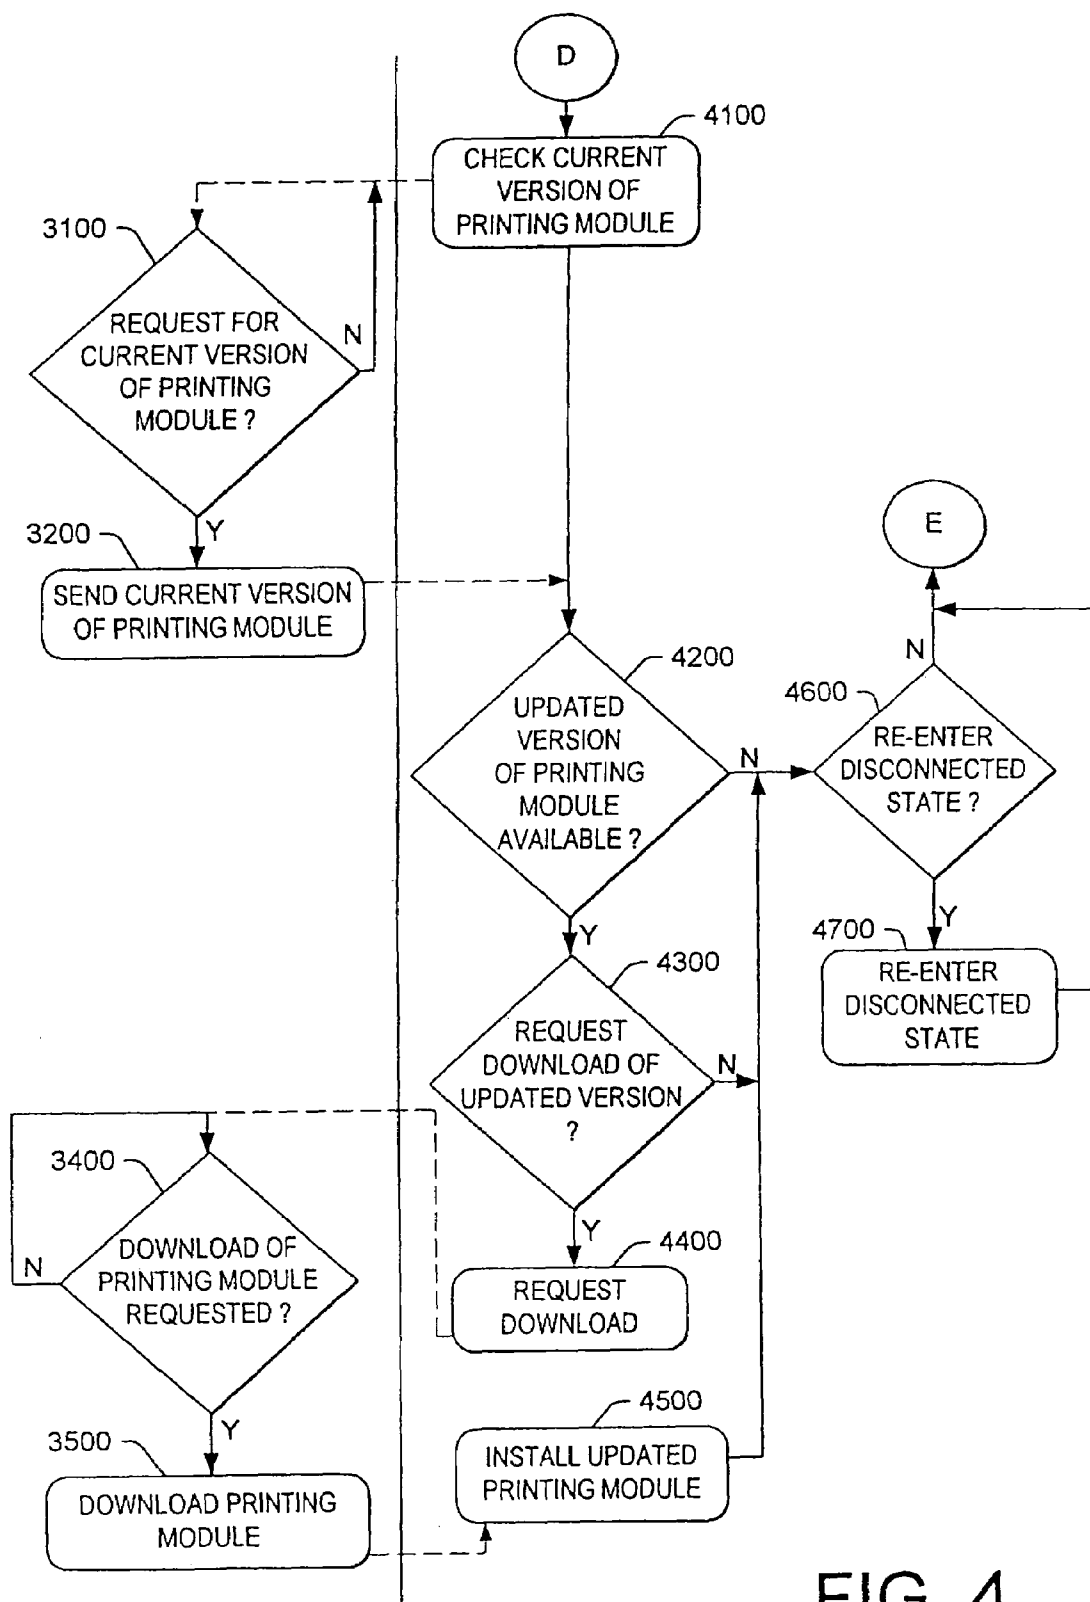 D
4100
CHECK CURRENT
VERSION OF
PRINTING MODULE
3100
REQUEST FOR
CURRENT VERSION
OF PRINTING
MODULE ?
N
Y
3200
SEND CURRENT VERSION
OF PRINTING MODULE
E
4200
UPDATED
VERSION
OF PRINTING
MODULE
AVAILABLE ?
N
Y
N
4600
RE-ENTER
DISCONNECTED
STATE ?
Y
4700
RE-ENTER
DISCONNECTED
STATE
4300
REQUEST
DOWNLOAD OF
UPDATED VERSION
?
N
Y
3400
DOWNLOAD OF
PRINTING MODULE
REQUESTED ?
N
Y
4400
REQUEST
DOWNLOAD
3500
DOWNLOAD PRINTING
MODULE
4500
INSTALL UPDATED
PRINTING MODULE
FIG. 4